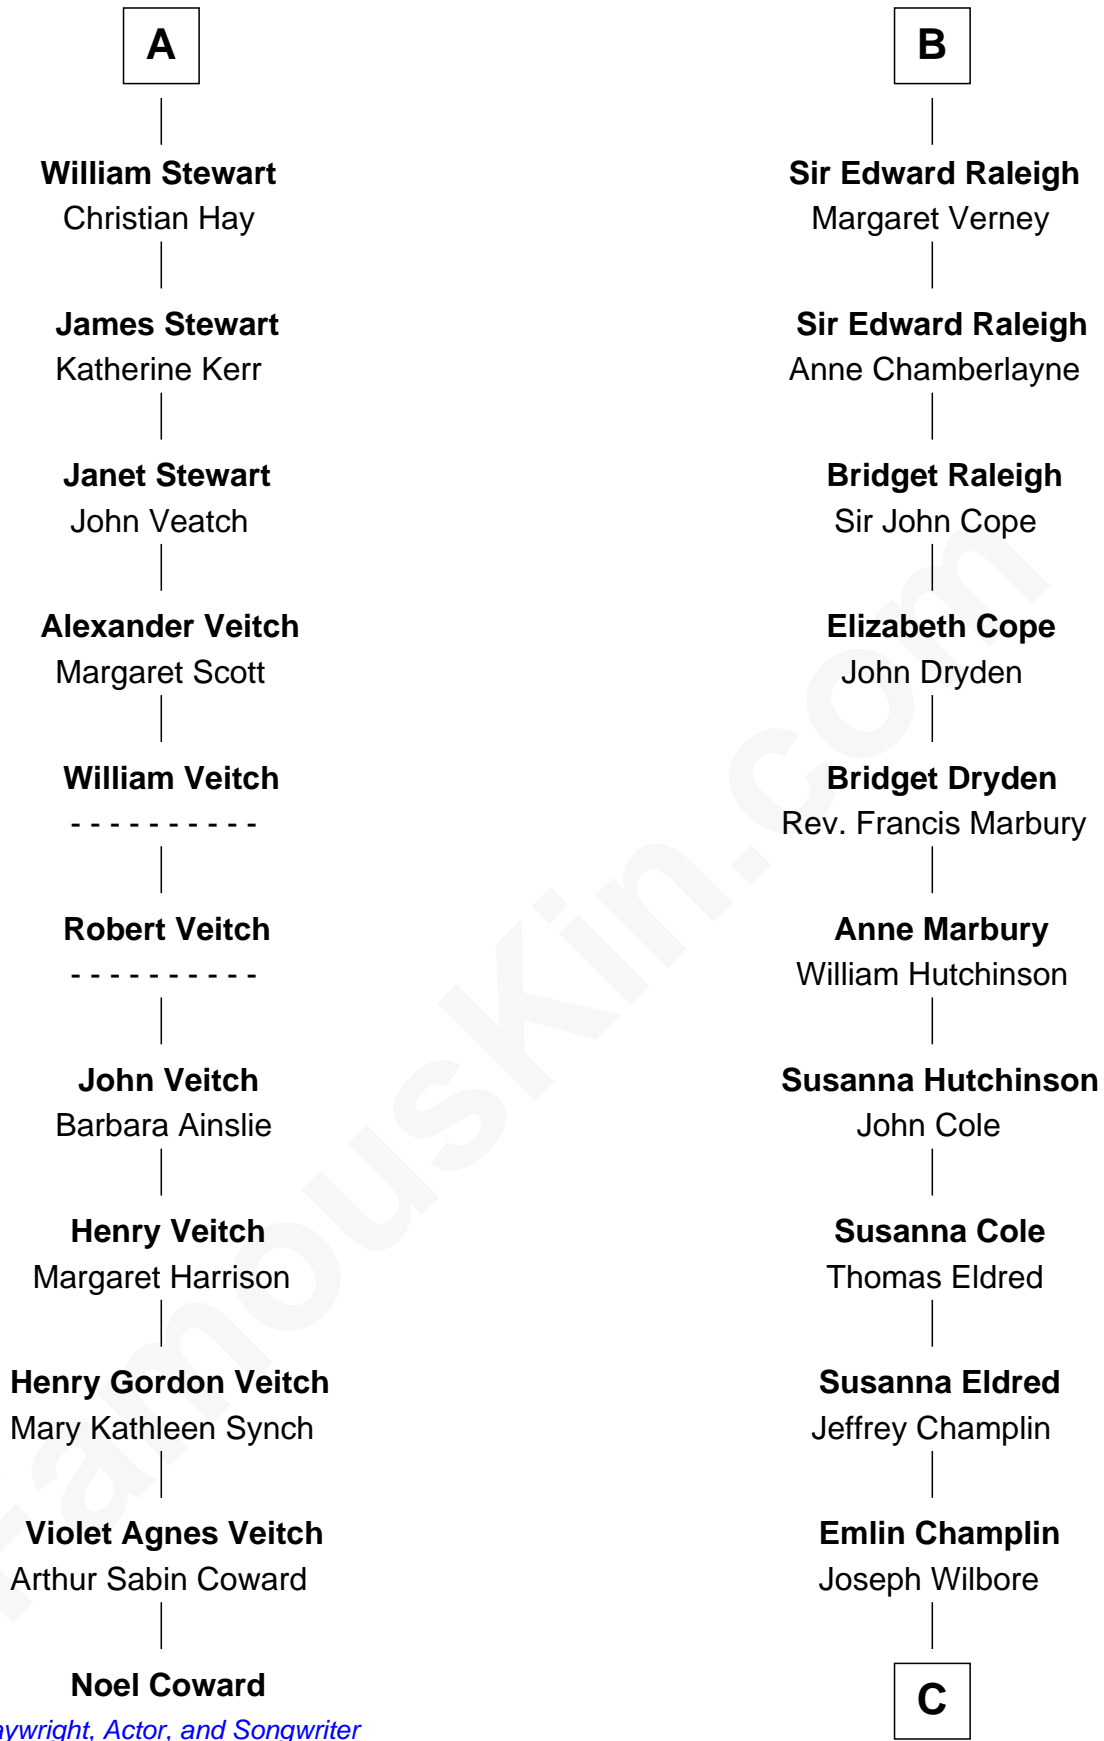 A
William Stewart
Christian Hay
James Stewart
Katherine Kerr
Janet Stewart
John Veatch
Alexander Veitch
Margaret Scott
William Veitch
- - - - - - - - - -
Robert Veitch
- - - - - - - - - -
John Veitch
Barbara Ainslie
Henry Veitch
Margaret Harrison
Henry Gordon Veitch
Mary Kathleen Synch
Violet Agnes Veitch
Arthur Sabin Coward
Noel Coward
aywright, Actor, and Songwriter
B
Sir Edward Raleigh
Margaret Verney
Sir Edward Raleigh
Anne Chamberlayne
Bridget Raleigh
Sir John Cope
Elizabeth Cope
John Dryden
Bridget Dryden
Rev. Francis Marbury
Anne Marbury
William Hutchinson
Susanna Hutchinson
John Cole
Susanna Cole
Thomas Eldred
Susanna Eldred
Jeffrey Champlin
Emlin Champlin
Joseph Wilbore
C
FamousKin.com